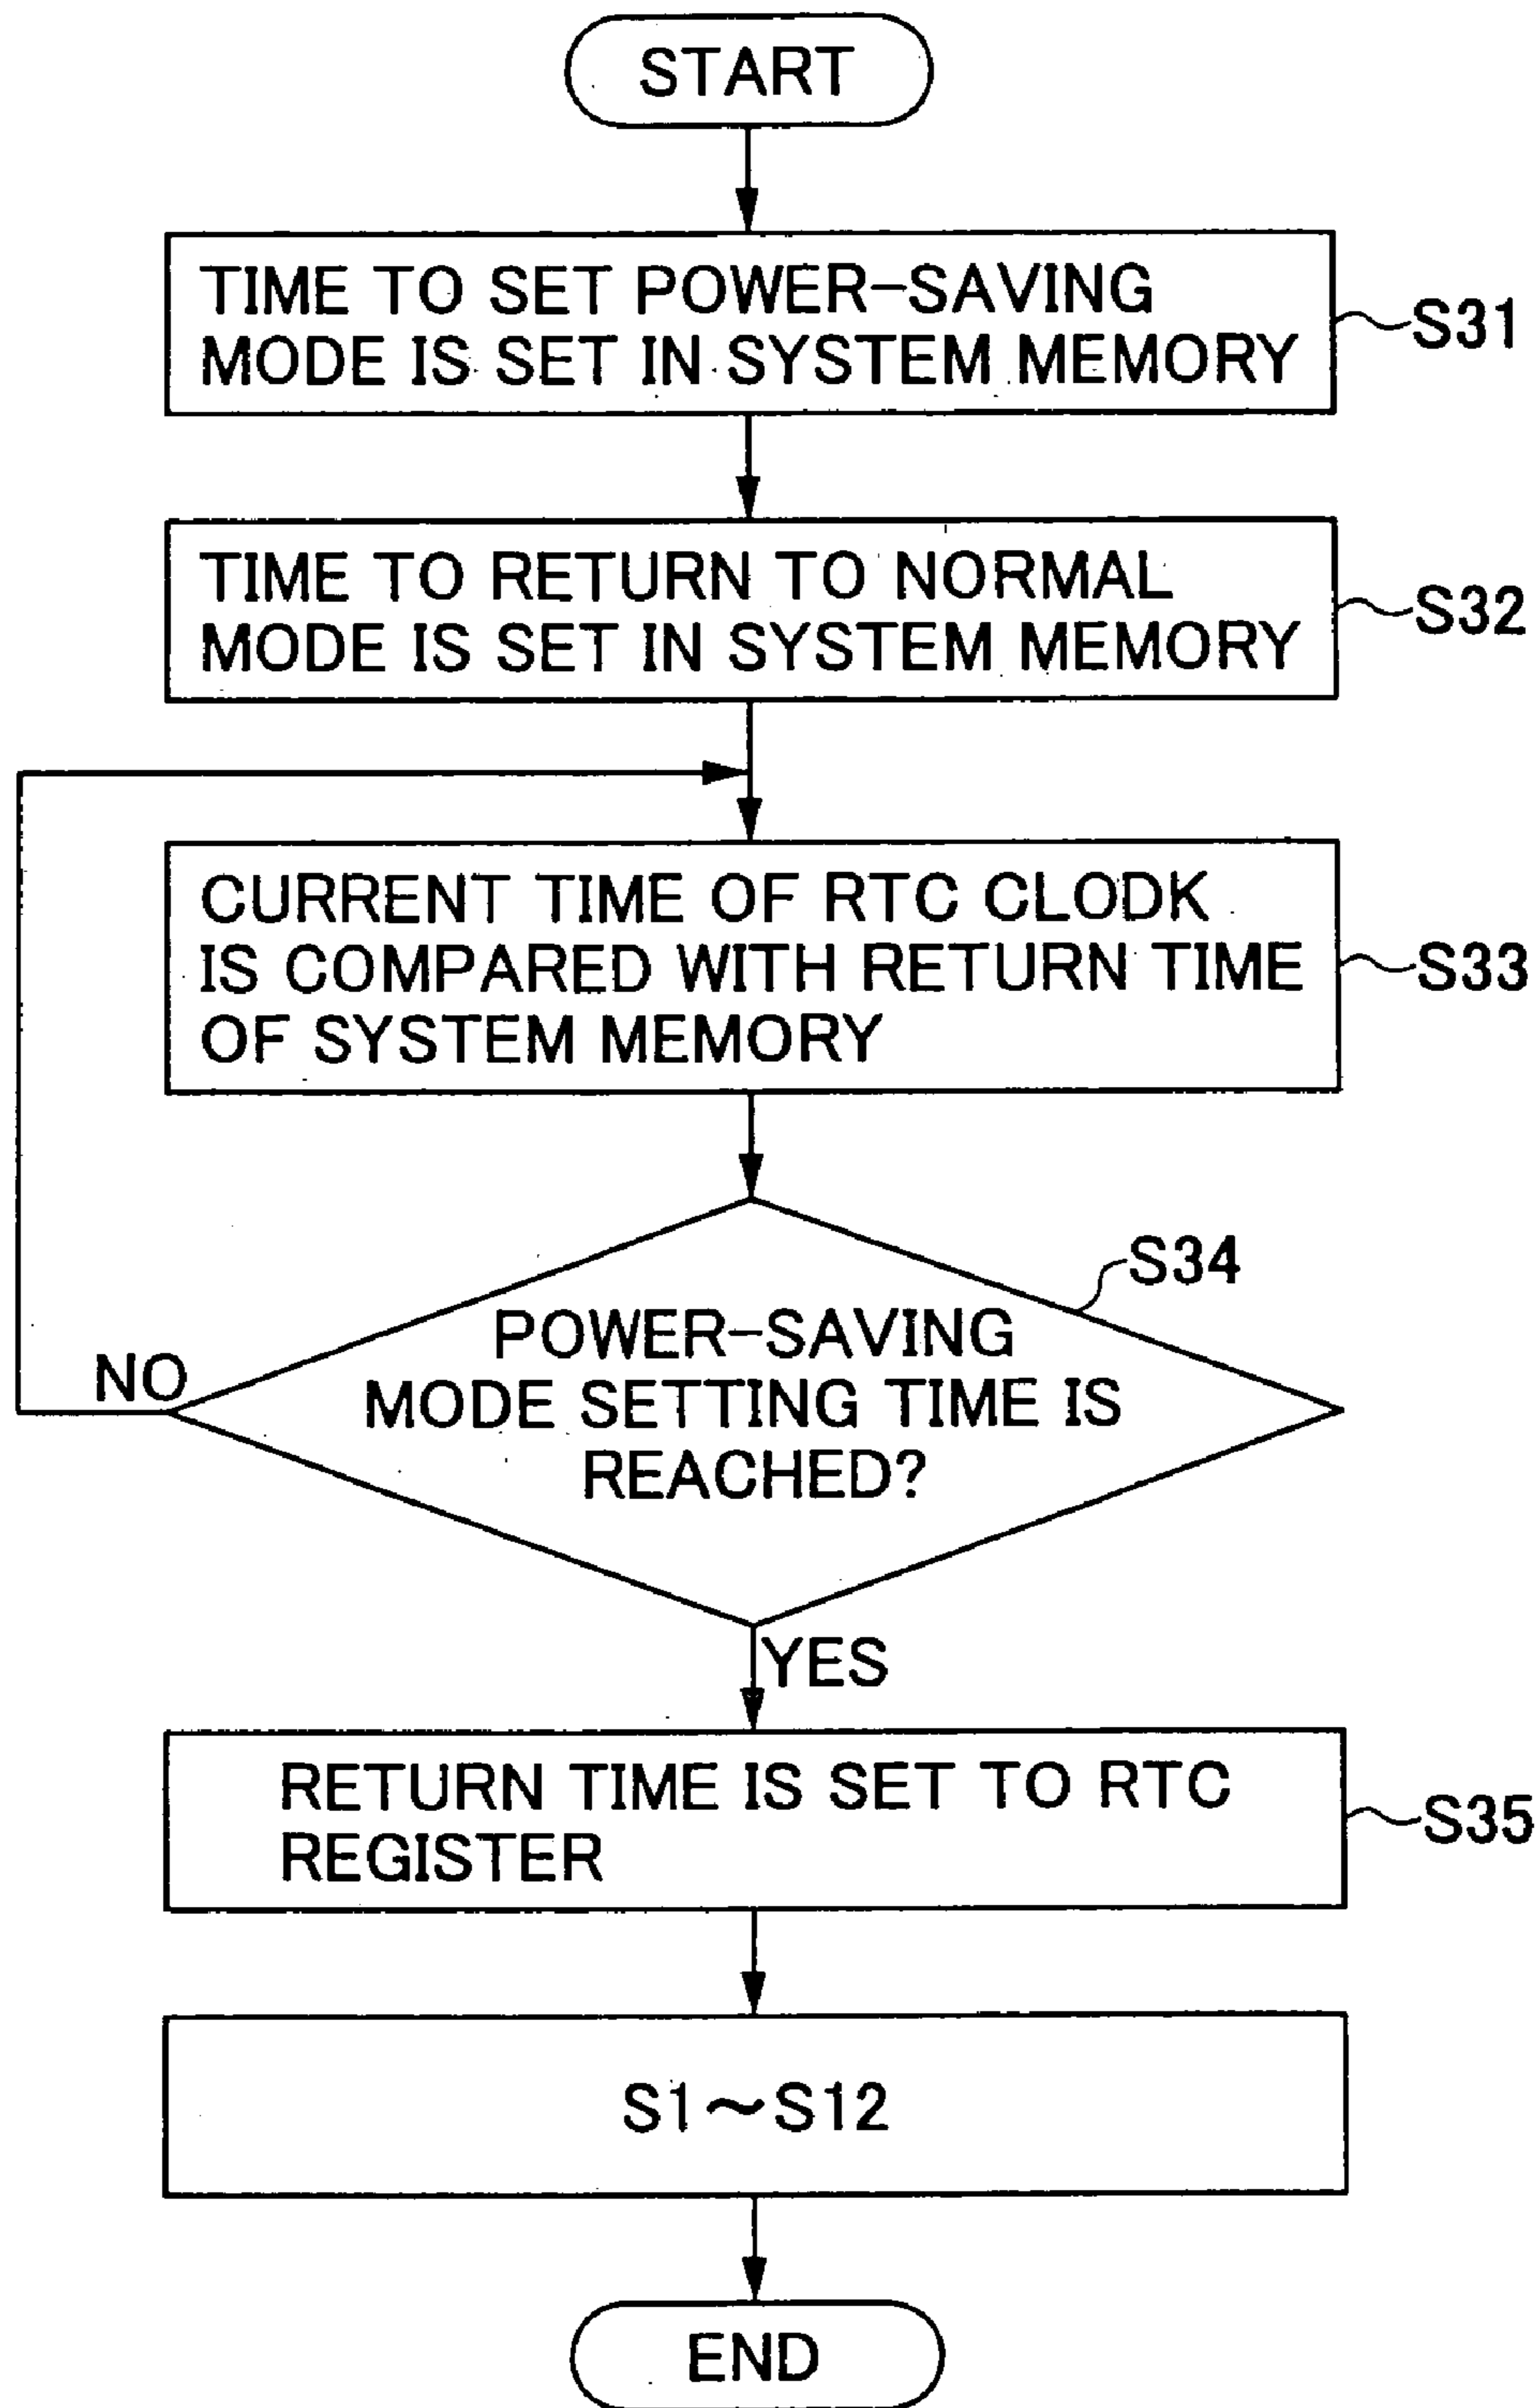 START
TIME TO SET POWER-SAVING
MODE IS SET IN SYSTEM MEMORY
S31
TIME TO RETURN TO NORMAL
MODE IS SET IN SYSTEM MEMORY
S32
CURRENT TIME OF RTC CLODK
IS COMPARED WITH RETURN TIME
OF SYSTEM MEMORY
S33
S34
POWER-SAVING
MODE SETTING TIME IS
REACHED?
NO
YES
RETURN TIME IS SET TO RTC
REGISTER
S35
S1～S12
END